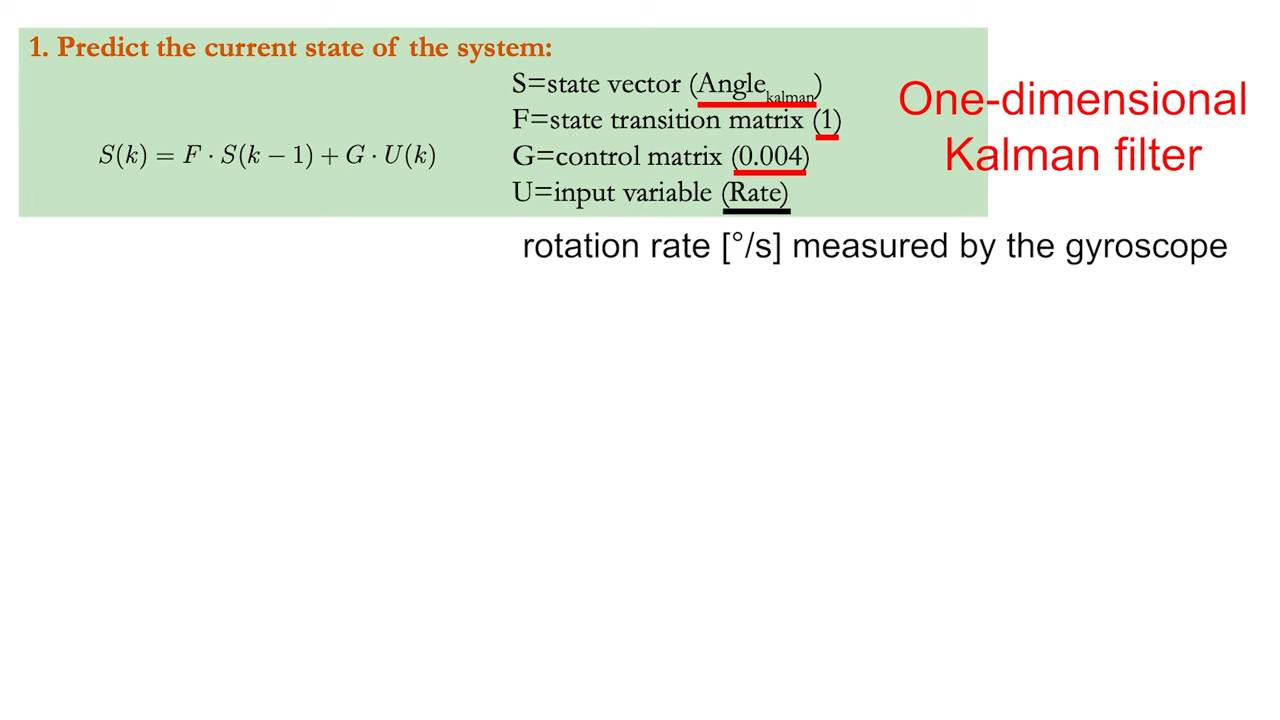 1. Predict the current state of the system:
S=state vector (Angle_kalman)
F=state transition matrix (1)
S(k) = F · S(k − 1) + G · U(k)
G=control matrix (0.004)
U=input variable (Rate)
One-dimensional
Kalman filter
rotation rate [°/s] measured by the gyroscope